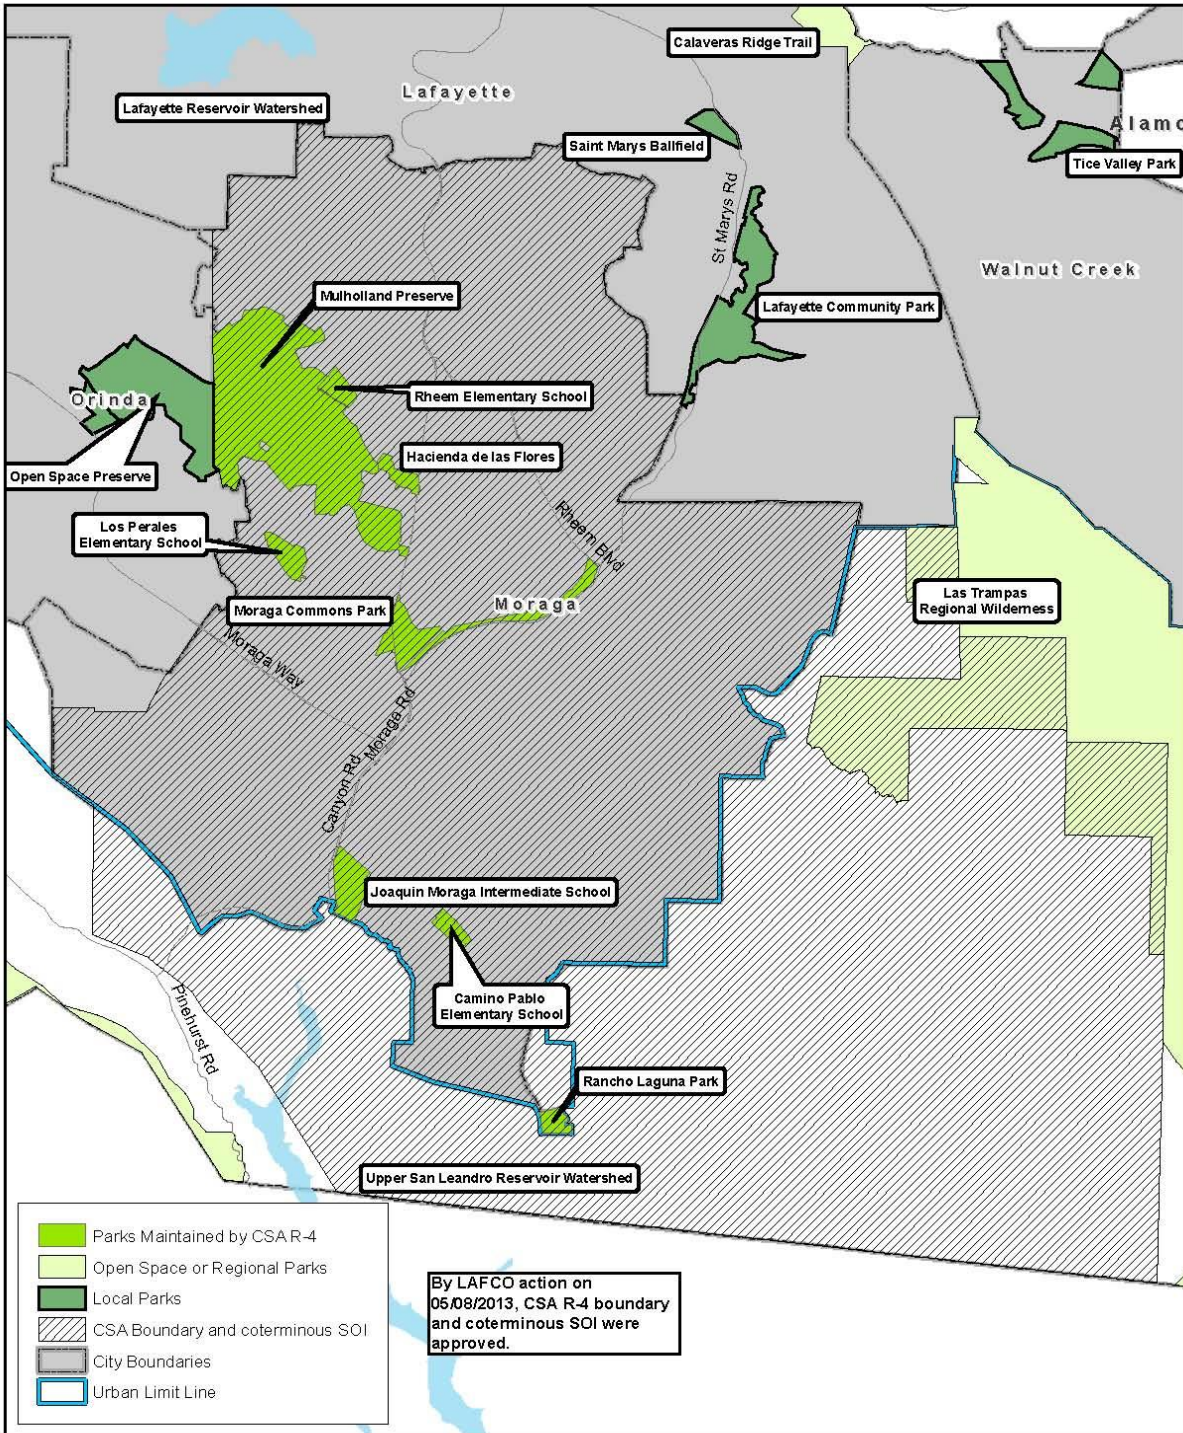 Calaveras Ridge Trail
Lafayette
Lafayette Reservoir Watershed
Alamo
Saint Marys Ballfield
Tice Valley Park
St Marys Rd
Walnut Creek
Mulholland Preserve
Lafayette Community Park
Rheem Elementary School
Orinda
Hacienda de las Flores
Open Space Preserve
Los Perales
Elementary School
Rheem Blvd
Las Trampas
Regional Wilderness
Moraga Commons Park
Moraga
Moraga Way
Moraga Rd
Canyon Rd
Joaquin Moraga Intermediate School
Camino Pablo
Elementary School
Pinehurst Rd
Rancho Laguna Park
Upper San Leandro Reservoir Watershed
Parks Maintained by CSA R-4
Open Space or Regional Parks
Local Parks
CSA Boundary and coterminous SOI
City Boundaries
Urban Limit Line
By LAFCO action on
05/08/2013, CSA R-4 boundary
and coterminous SOI were
approved.